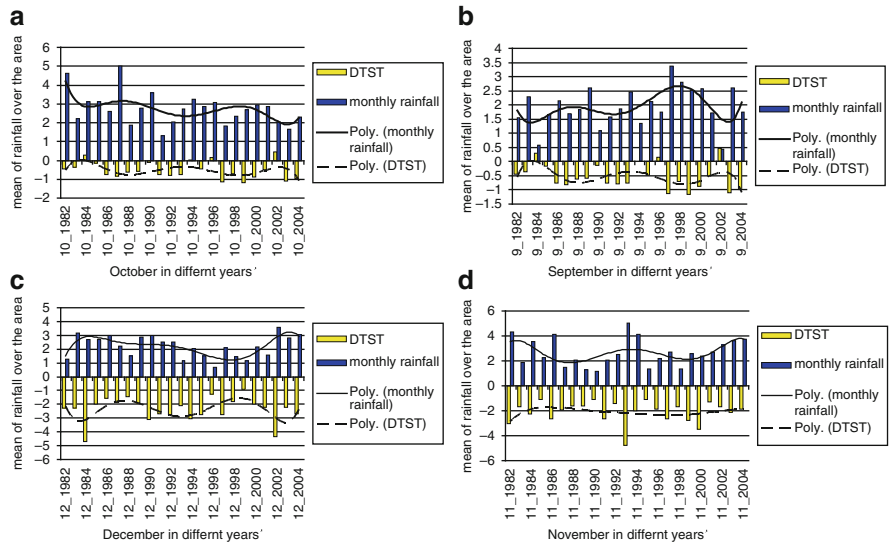 a
mean of rainfall over the area
6
5
4
3
2
1
0
−1
−2
10_1982
10_1984
10_1986
10_1988
10_1990
10_1992
10_1994
10_1996
10_1998
10_2000
10_2002
10_2004
October in differnt years′
DTST
monthly rainfall
Poly. (monthly
rainfall)
Poly. (DTST)
b
mean of rainfall over the area
4
3.5
3
2.5
2
1.5
1
0.5
0
−0.5
−1
−1.5
9_1982
9_1984
9_1986
9_1988
9_1990
9_1992
9_1994
9_1996
9_1998
9_2000
9_2002
9_2004
September in differnt years′
DTST
monthly rainfall
Poly. (monthly
rainfall)
Poly. (DTST)
c
mean of rainfall over the area
5
4
3
2
1
0
−1
−2
−3
−4
−5
−6
12_1982
12_1984
12_1986
12_1988
12_1990
12_1992
12_1994
12_1996
12_1998
12_2000
12_2002
12_2004
December in differnt years′
DTST
monthly rainfall
Poly. (monthly
rainfall)
Poly. (DTST)
d
mean of rainfall over the area
6
4
2
0
−2
−4
−6
11_1982
11_1984
11_1986
11_1988
11_1990
11_1992
11_1994
11_1996
11_1998
11_2000
11_2002
11_2004
November in differnt years′
DTST
monthly rainfall
Poly. (monthly
rainfall)
Poly. (DTST)